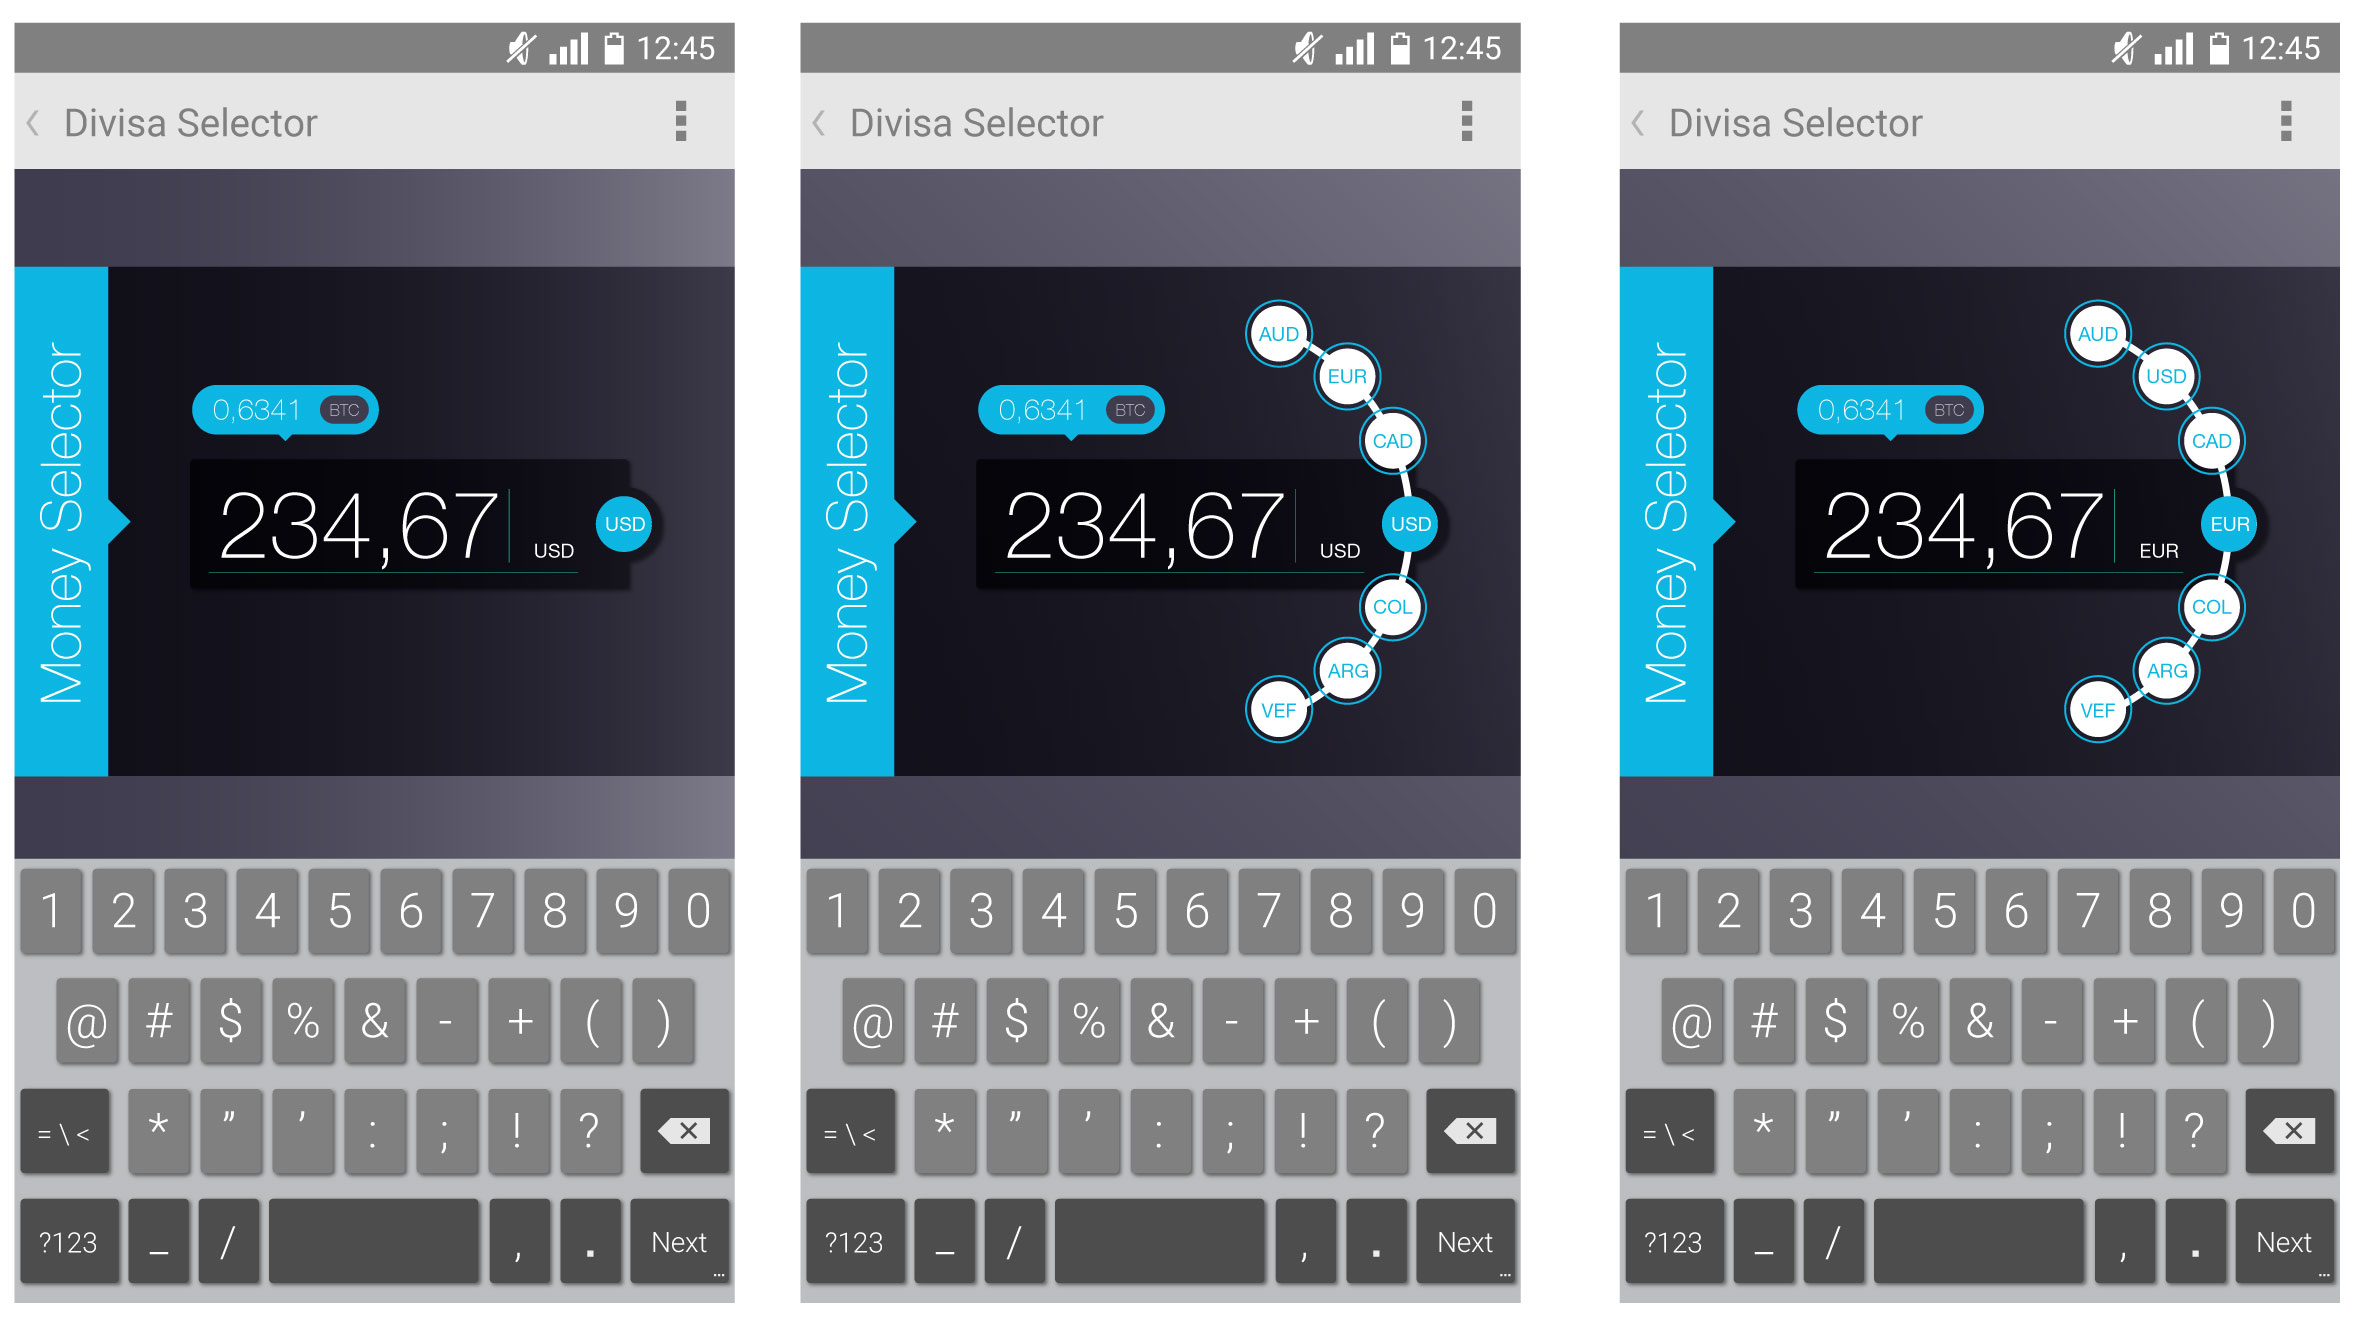 12:45
Divisa Selector
Money Selector
0,6341 BTC
234,67 USD
USD
1 2 3 4 5 6 7 8 9 0
@ # $ % & - + ( )
= \ < * ” ’ : ; ! ?
?123 _ / , . Next ...
12:45
Divisa Selector
Money Selector
0,6341 BTC
234,67 USD
AUD
EUR
CAD
USD
COL
ARG
VEF
1 2 3 4 5 6 7 8 9 0
@ # $ % & - + ( )
= \ < * ” ’ : ; ! ?
?123 _ / , . Next ...
12:45
Divisa Selector
Money Selector
0,6341 BTC
234,67 EUR
AUD
USD
CAD
EUR
COL
ARG
VEF
1 2 3 4 5 6 7 8 9 0
@ # $ % & - + ( )
= \ < * ” ’ : ; ! ?
?123 _ / , . Next ...